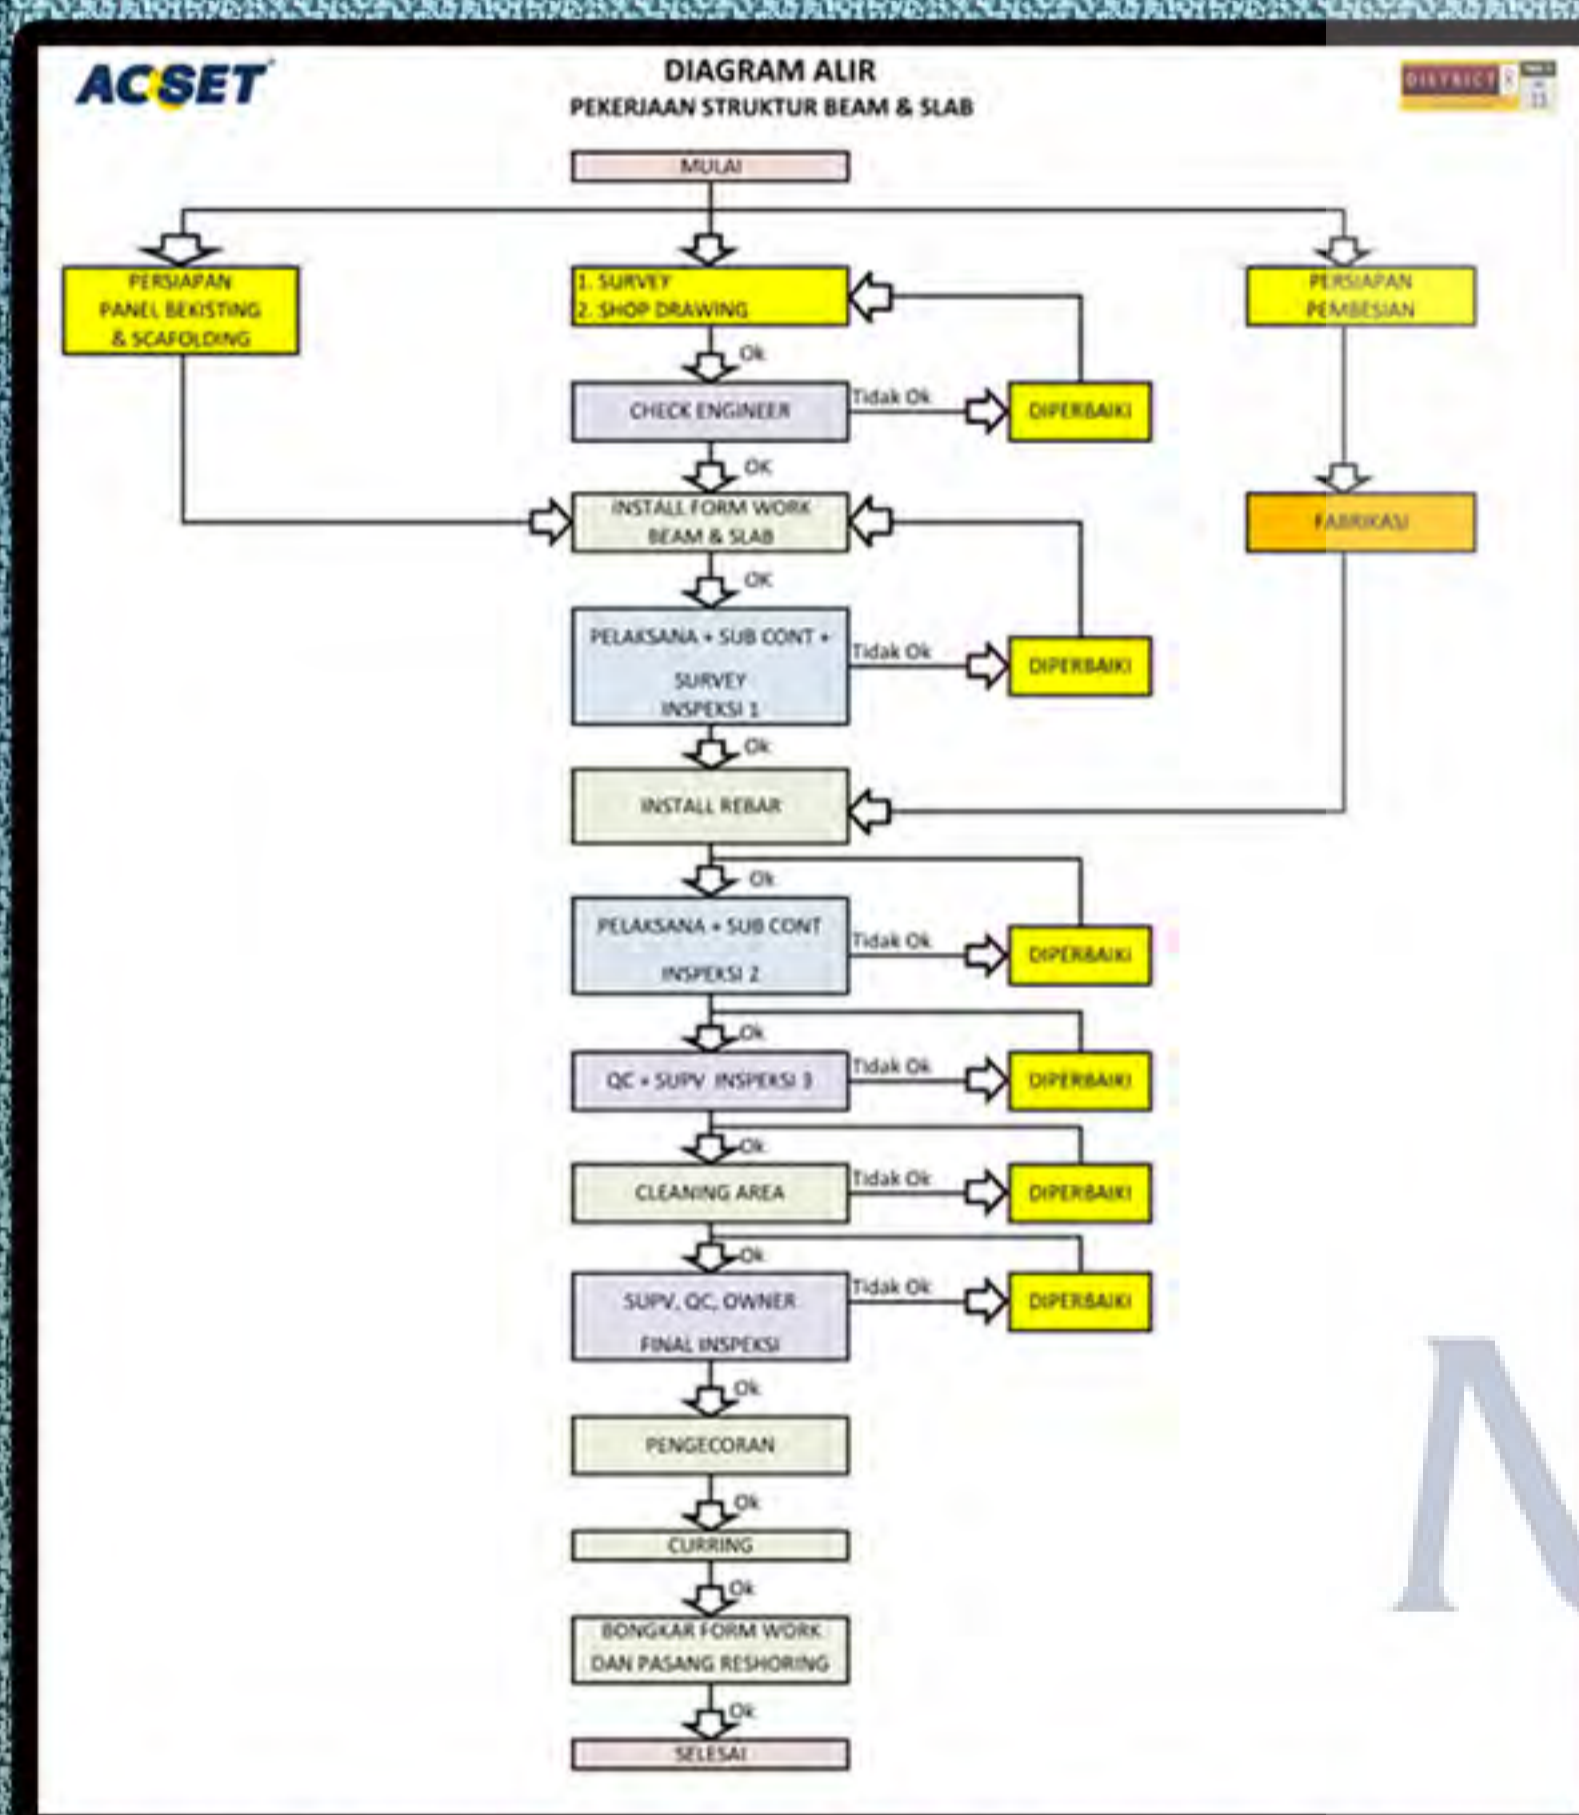 ACSET
DIAGRAM ALIR
PEKERJAAN STRUKTUR BEAM & SLAB
DISTRICT 8
MULAI
PERSIAPAN
PANEL BEKISTING
& SCAFOLDING
1. SURVEY
2. SHOP DRAWING
PERSIAPAN
PEMBESIAN
Ok
CHECK ENGINEER
Tidak Ok
DIPERBAIKI
OK
INSTALL FORM WORK
BEAM & SLAB
FABRIKASI
OK
PELAKSANA + SUB CONT +
SURVEY
INSPEKSI 1
Tidak Ok
DIPERBAIKI
Ok
INSTALL REBAR
Ok
PELAKSANA + SUB CONT
INSPEKSI 2
Tidak Ok
DIPERBAIKI
Ok
QC + SUPV INSPEKSI 3
Tidak Ok
DIPERBAIKI
Ok
CLEANING AREA
Tidak Ok
DIPERBAIKI
Ok
SUPV, QC, OWNER
FINAL INSPEKSI
Tidak Ok
DIPERBAIKI
Ok
PENGECORAN
Ok
CURRING
Ok
BONGKAR FORM WORK
DAN PASANG RESHORING
Ok
SELESAI